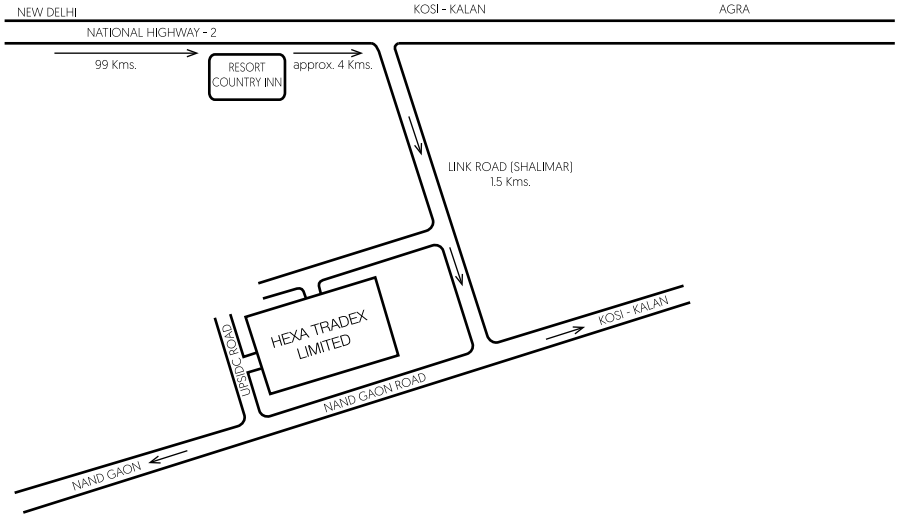 NEW DELHI
KOSI - KALAN
AGRA
NATIONAL HIGHWAY - 2
99 Kms.
RESORT
COUNTRY INN
approx. 4 Kms.
LINK ROAD (SHALIMAR)
1.5 Kms.
HEXA TRADEX
LIMITED
UPSIDC ROAD
KOSI - KALAN
NAND GAON ROAD
NAND GAON